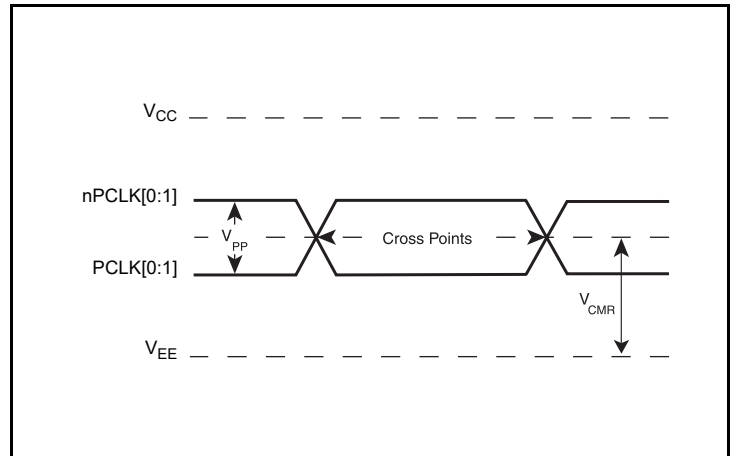 VCC
nPCLK[0:1]
VPP
Cross Points
PCLK[0:1]
VCMR
VEE